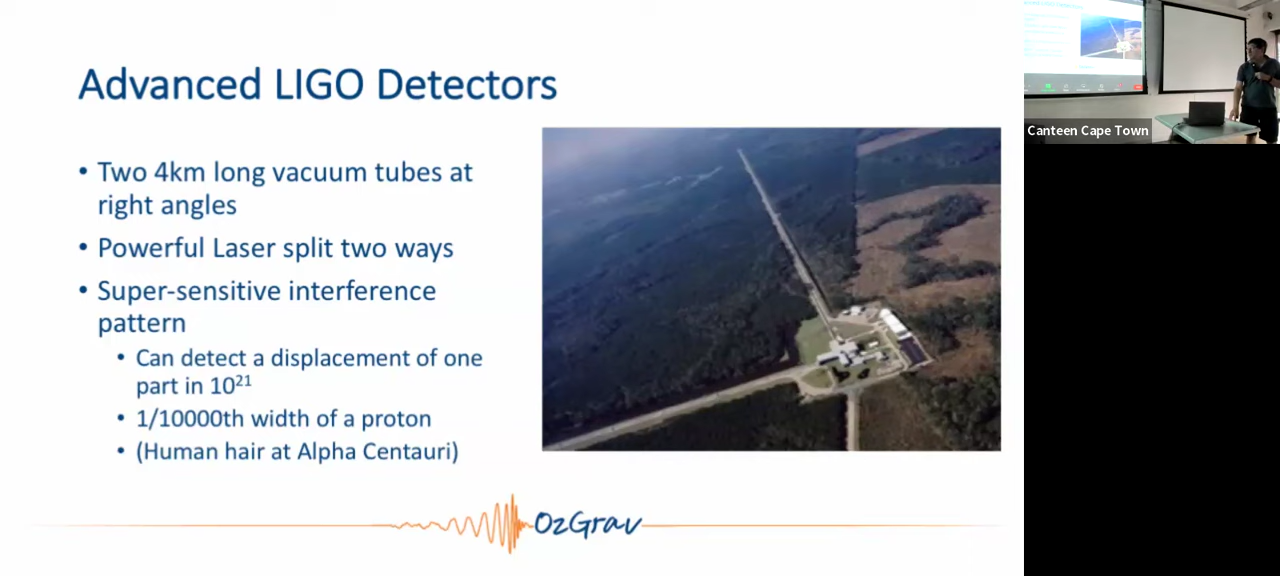 Advanced LIGO Detectors
• Two 4km long vacuum tubes at
right angles
• Powerful Laser split two ways
• Super-sensitive interference
pattern
• Can detect a displacement of one
part in 10²¹
• 1/10000th width of a proton
• (Human hair at Alpha Centauri)
OzGrav
Canteen Cape Town